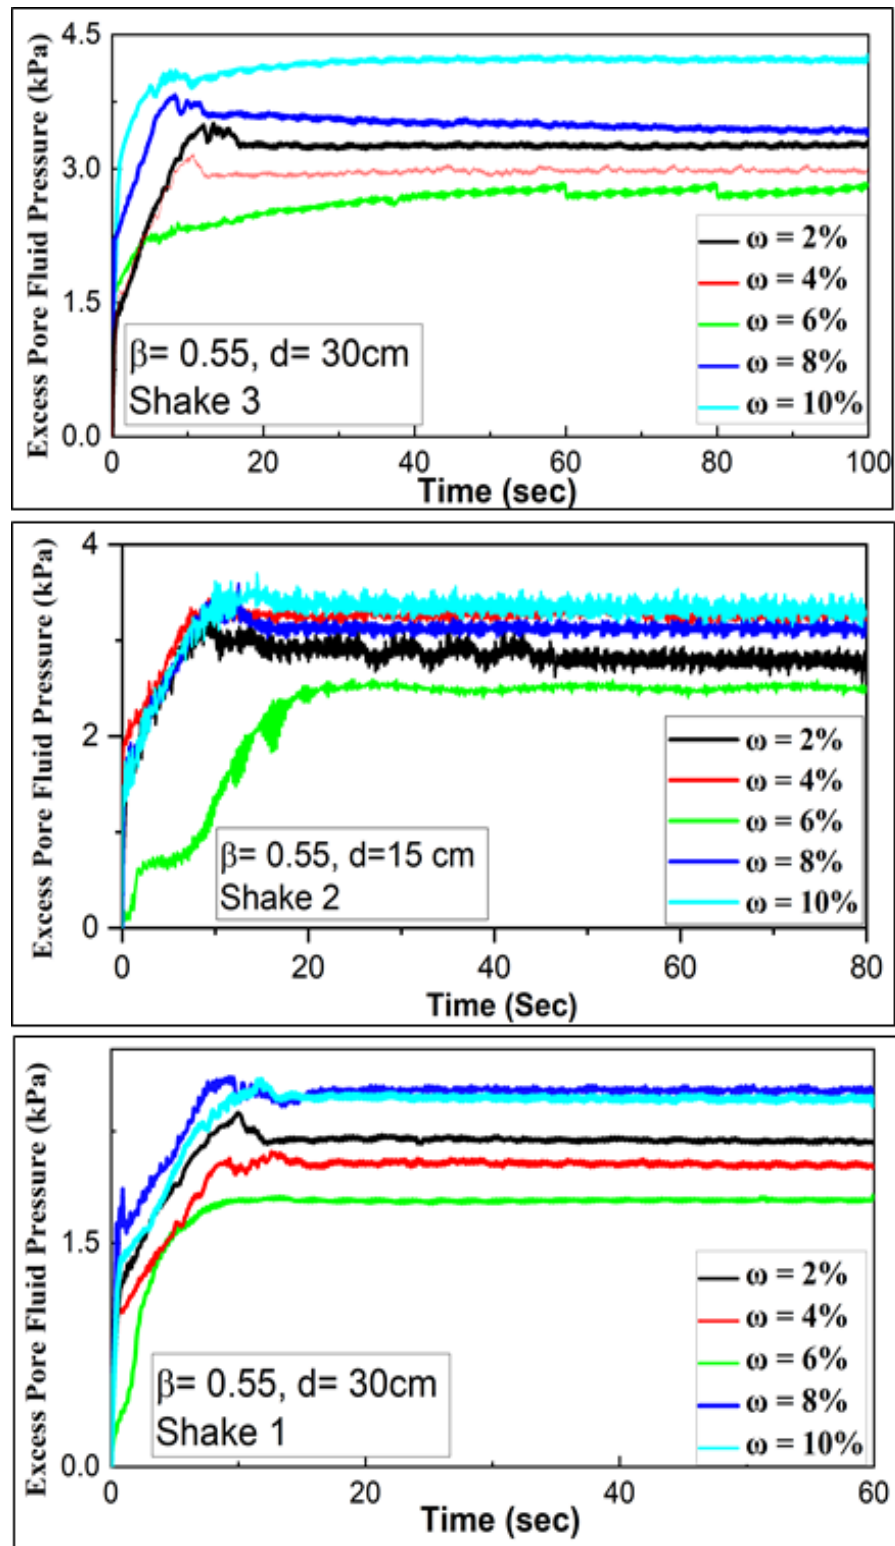 Excess Pore Fluid Pressure (kPa)
4.5
3.0
1.5
0.0
β= 0.55, d= 30cm
Shake 3
ω = 2%
ω = 4%
ω = 6%
ω = 8%
ω = 10%
0 20 40 60 80 100
Time (sec)
Excess Pore Fluid Pressure (kPa)
4
2
0
β= 0.55, d=15 cm
Shake 2
ω = 2%
ω = 4%
ω = 6%
ω = 8%
ω = 10%
0 20 40 60 80
Time (Sec)
Excess Pore Fluid Pressure (kPa)
1.5
0.0
β= 0.55, d= 30cm
Shake 1
ω = 2%
ω = 4%
ω = 6%
ω = 8%
ω = 10%
0 20 40 60
Time (sec)